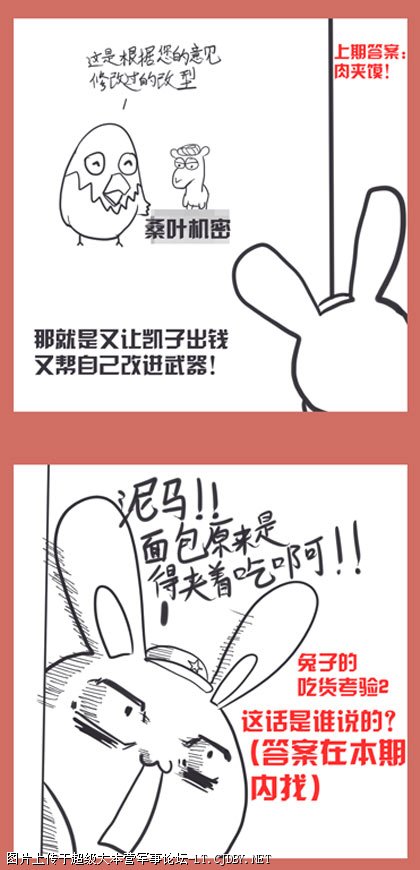 这是根据您的意见
修改过的改型
上期答案:
肉夹馍!
桑叶机密
那就是又让凯子出钱
又帮自己改进武器!
泥马!!
面包原来是
得夹着吃啊阿!!
兔子的
吃货考验2
这话是谁说的?
(答案在本期
内找)
图片上传于超级大本营军事论坛-LT.CJDBY.NET